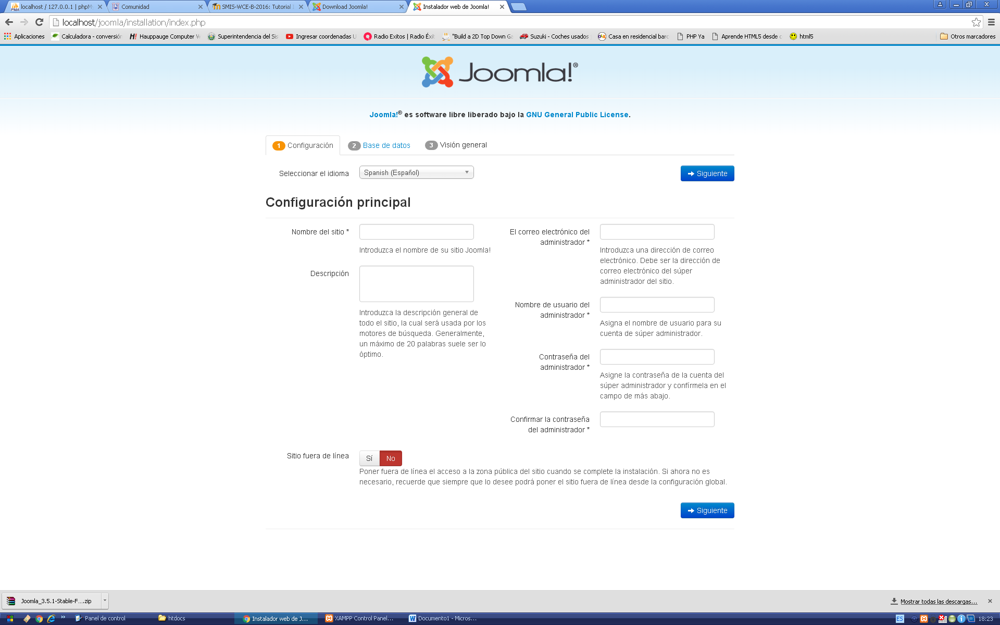 localhost / 127.0.0.1 | phpM
Comunidad
SMIS-WCE-B-2016: Tutorial
Download Joomla!
Instalador web de Joomla!
localhost/joomla/installation/index.php
Aplicaciones
Calculadora - conversión
Hauppauge Computer W
Superintendencia del Sis
Ingresar coordenadas U
Radio Exitos | Radio Éxit
"Build a 2D Top Down Ga
Suzuki - Coches usados
Casa en residencial barc
PHP Ya
Aprende HTML5 desde c
html5
Otros marcadores
Joomla!®
Joomla!® es software libre liberado bajo la GNU General Public License.
1 Configuración
2 Base de datos
3 Visión general
Seleccionar el idioma
Spanish (Español)
Siguiente
Configuración principal
Nombre del sitio *
Introduzca el nombre de su sitio Joomla!
Descripción
Introduzca la descripción general de
todo el sitio, la cual será usada por los
motores de búsqueda. Generalmente,
un máximo de 20 palabras suele ser lo
óptimo.
El correo electrónico del
administrador *
Introduzca una dirección de correo
electrónico. Debe ser la dirección de
correo electrónico del súper
administrador del sitio.
Nombre de usuario del
administrador *
Asigna el nombre de usuario para su
cuenta de súper administrador.
Contraseña del
administrador *
Asigne la contraseña de la cuenta del
súper administrador y confírmela en el
campo de más abajo.
Confirmar la contraseña
del administrador *
Sitio fuera de línea
Sí
No
Poner fuera de línea el acceso a la zona pública del sitio cuando se complete la instalación. Si ahora no es
necesario, recuerde que siempre que lo desee podrá poner el sitio fuera de línea desde la configuración global.
Siguiente
Joomla_3.5.1-Stable-F....zip
Mostrar todas las descargas...
Panel de control
htdocs
Instalador web de J...
XAMPP Control Panel...
Documento1 - Micros...
ES
18:23